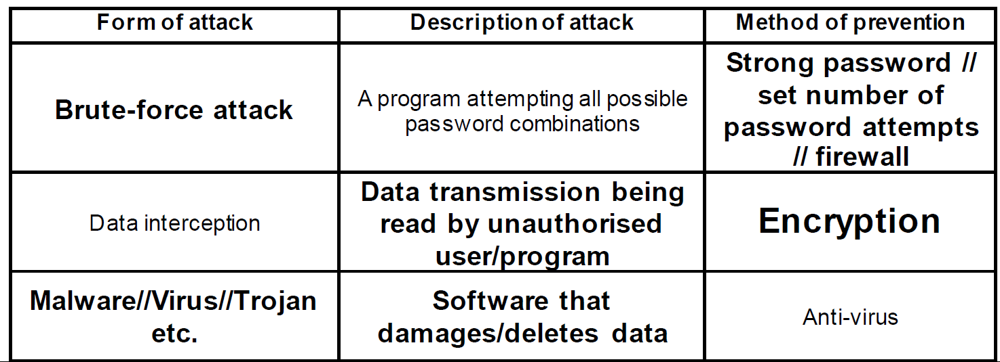 Form of attack
Description of attack
Method of prevention
Brute-force attack
A program attempting all possible
password combinations
Strong password //
set number of
password attempts
// firewall
Data interception
Data transmission being
read by unauthorised
user/program
Encryption
Malware//Virus//Trojan
etc.
Software that
damages/deletes data
Anti-virus